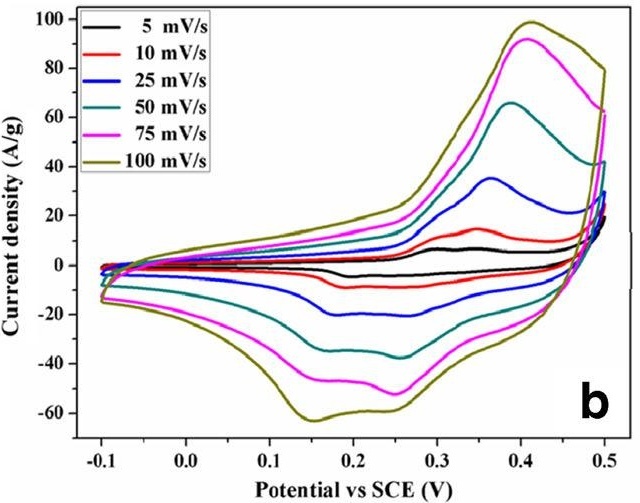 5 mV/s
10 mV/s
25 mV/s
50 mV/s
75 mV/s
100 mV/s
Current density (A/g)
100
80
60
40
20
0
-20
-40
-60
b
-0.1 0.0 0.1 0.2 0.3 0.4 0.5
Potential vs SCE (V)